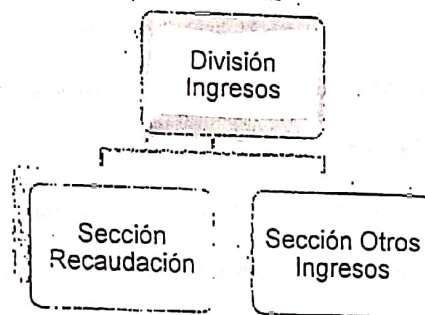 División
Ingresos
Sección
Recaudación
Sección Otros
Ingresos